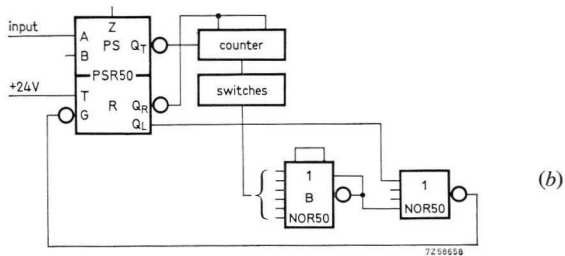 input
Z
A
PS
Q_T
B
PSR50
+24V
T
R
Q_R
G
Q_L
counter
switches
1
B
NOR50
1
NOR50
(b)
7Z58658